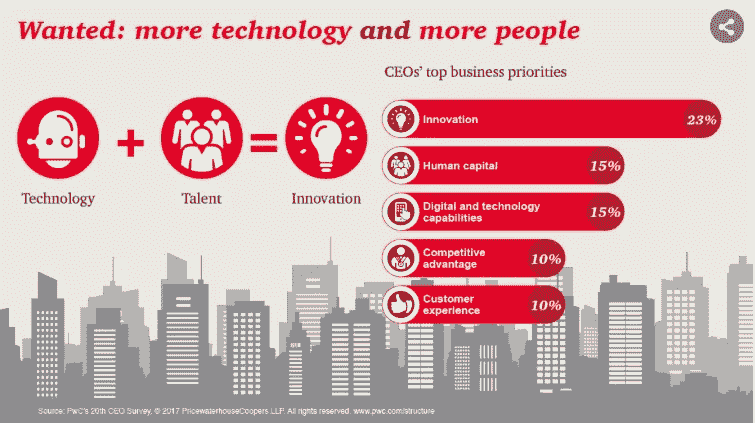 Wanted: more technology and more people
CEOs' top business priorities
Technology
+
Talent
=
Innovation
Innovation
23%
Human capital
15%
Digital and technology
capabilities
15%
Competitive
advantage
10%
Customer
experience
10%
Source: PwC's 20th CEO Survey, © 2017 PricewaterhouseCoopers LLP. All rights reserved. www.pwc.com/structure